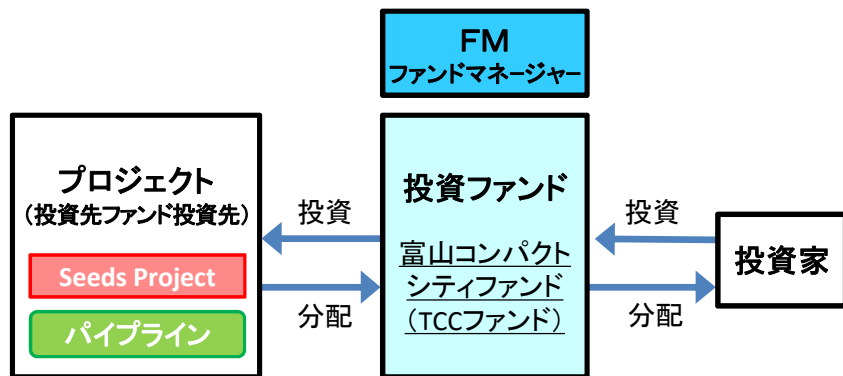 FM
ファンドマネージャー
プロジェクト
（投資先ファンド投資先）
Seeds Project
パイプライン
投資
分配
投資ファンド
富山コンパクト
シティファンド
（TCCファンド）
投資
分配
投資家